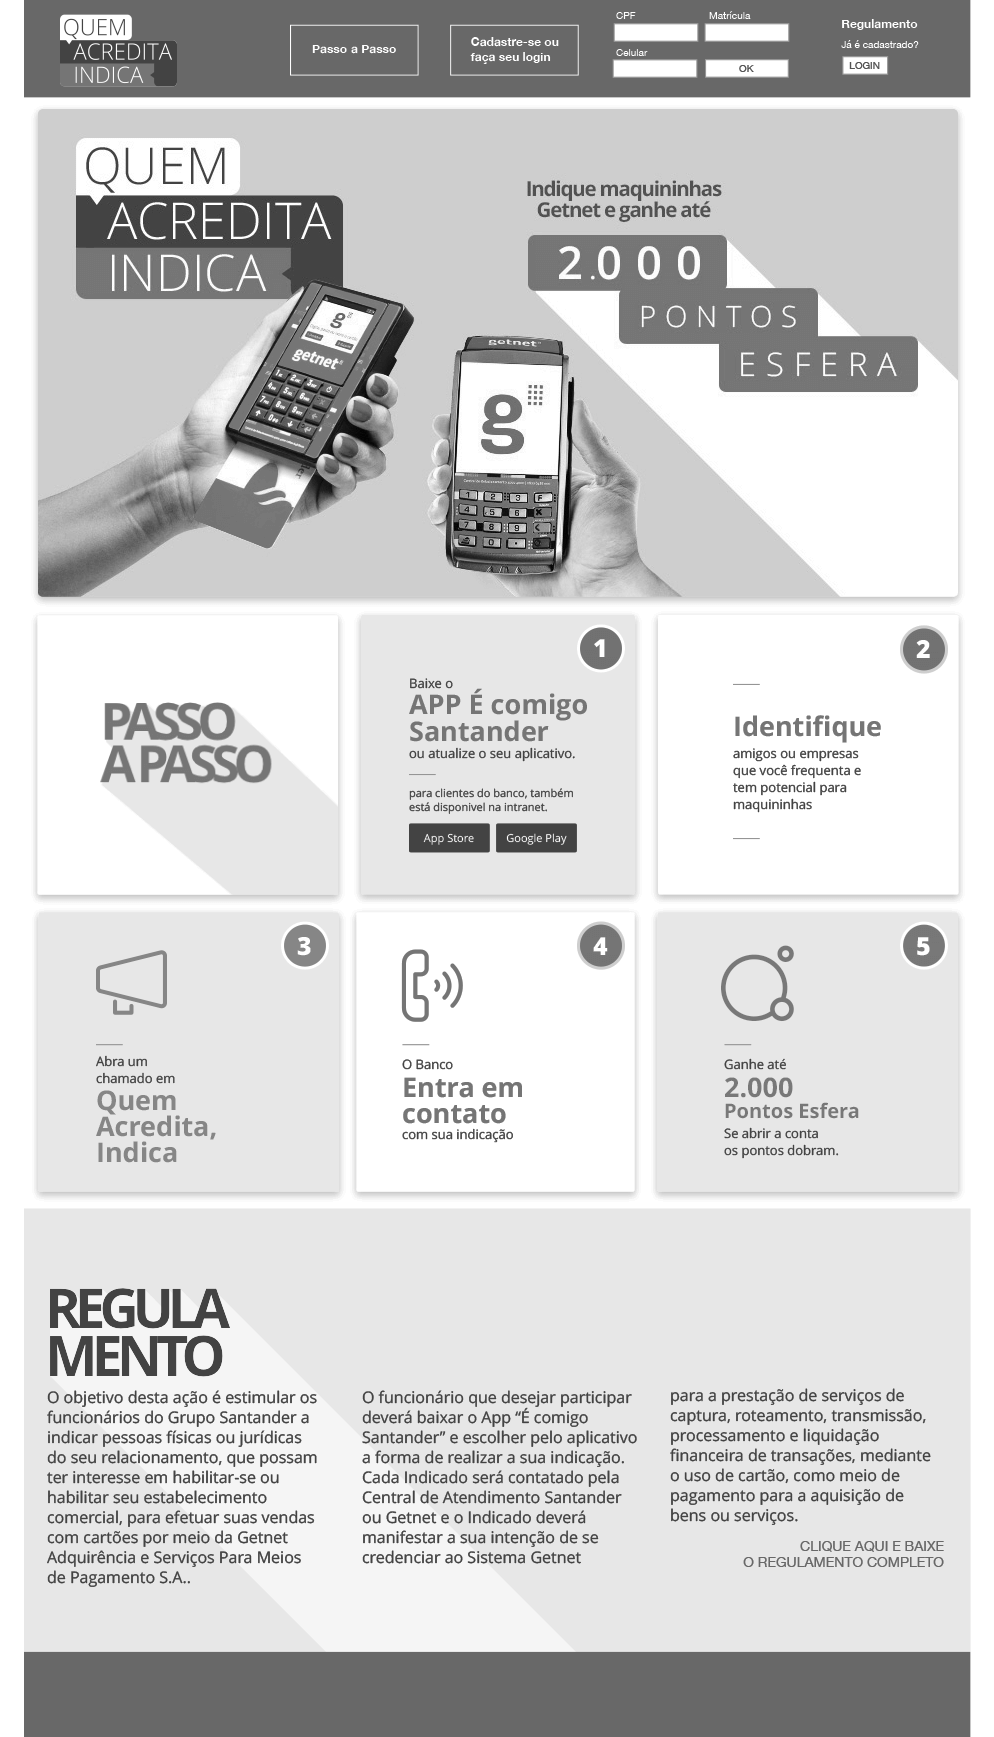 QUEM
ACREDITA
INDICA
Passo a Passo
Cadastre-se ou
faça seu login
CPF
Matrícula
Celular
OK
Regulamento
Já é cadastrado?
LOGIN
QUEM
ACREDITA
INDICA
Indique maquininhas
Getnet e ganhe até
2.000
PONTOS
ESFERA
g
getnet
getnet
g
PASSO
A PASSO
1
Baixe o
APP É comigo
Santander
ou atualize o seu aplicativo.
para clientes do banco, também
está disponivel na intranet.
App Store
Google Play
2
Identifique
amigos ou empresas
que você frequenta e
tem potencial para
maquininhas
3
Abra um
chamado em
Quem
Acredita,
Indica
4
O Banco
Entra em
contato
com sua indicação
5
Ganhe até
2.000
Pontos Esfera
Se abrir a conta
os pontos dobram.
REGULA
MENTO
O objetivo desta ação é estimular os
funcionários do Grupo Santander a
indicar pessoas físicas ou jurídicas
do seu relacionamento, que possam
ter interesse em habilitar-se ou
habilitar seu estabelecimento
comercial, para efetuar suas vendas
com cartões por meio da Getnet
Adquirência e Serviços Para Meios
de Pagamento S.A..
O funcionário que desejar participar
deverá baixar o App “É comigo
Santander” e escolher pelo aplicativo
a forma de realizar a sua indicação.
Cada Indicado será contatado pela
Central de Atendimento Santander
ou Getnet e o Indicado deverá
manifestar a sua intenção de se
credenciar ao Sistema Getnet
para a prestação de serviços de
captura, roteamento, transmissão,
processamento e liquidação
financeira de transações, mediante
o uso de cartão, como meio de
pagamento para a aquisição de
bens ou serviços.
CLIQUE AQUI E BAIXE
O REGULAMENTO COMPLETO